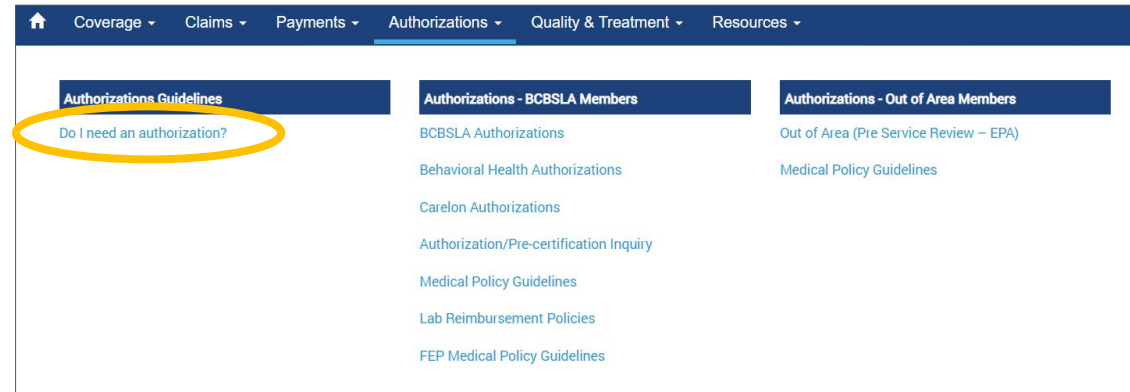 Coverage Claims Payments Authorizations Quality & Treatment Resources
Authorizations Guidelines
Do I need an authorization?
Authorizations - BCBSLA Members
BCBSLA Authorizations
Behavioral Health Authorizations
Carelon Authorizations
Authorization/Pre-certification Inquiry
Medical Policy Guidelines
Lab Reimbursement Policies
FEP Medical Policy Guidelines
Authorizations - Out of Area Members
Out of Area (Pre Service Review – EPA)
Medical Policy Guidelines